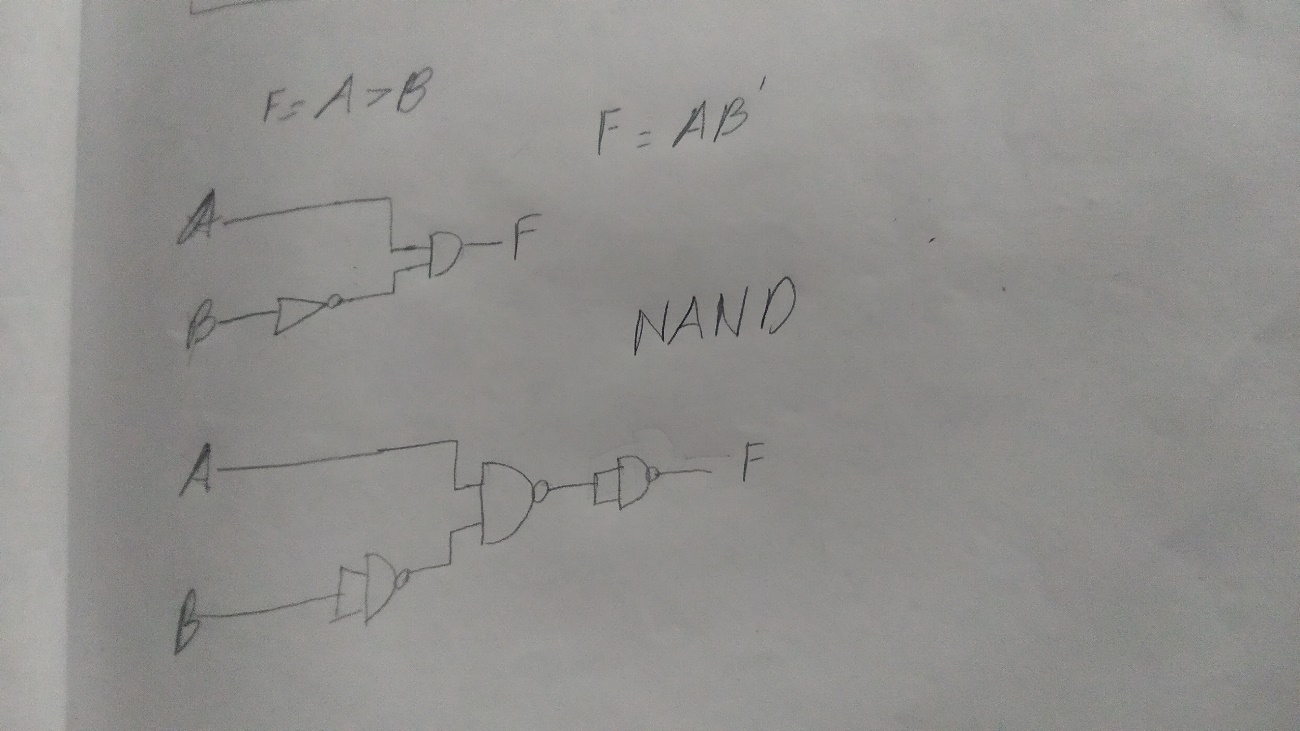 F = A > B
F = AB'
A
F
B
NAND
A
F
B